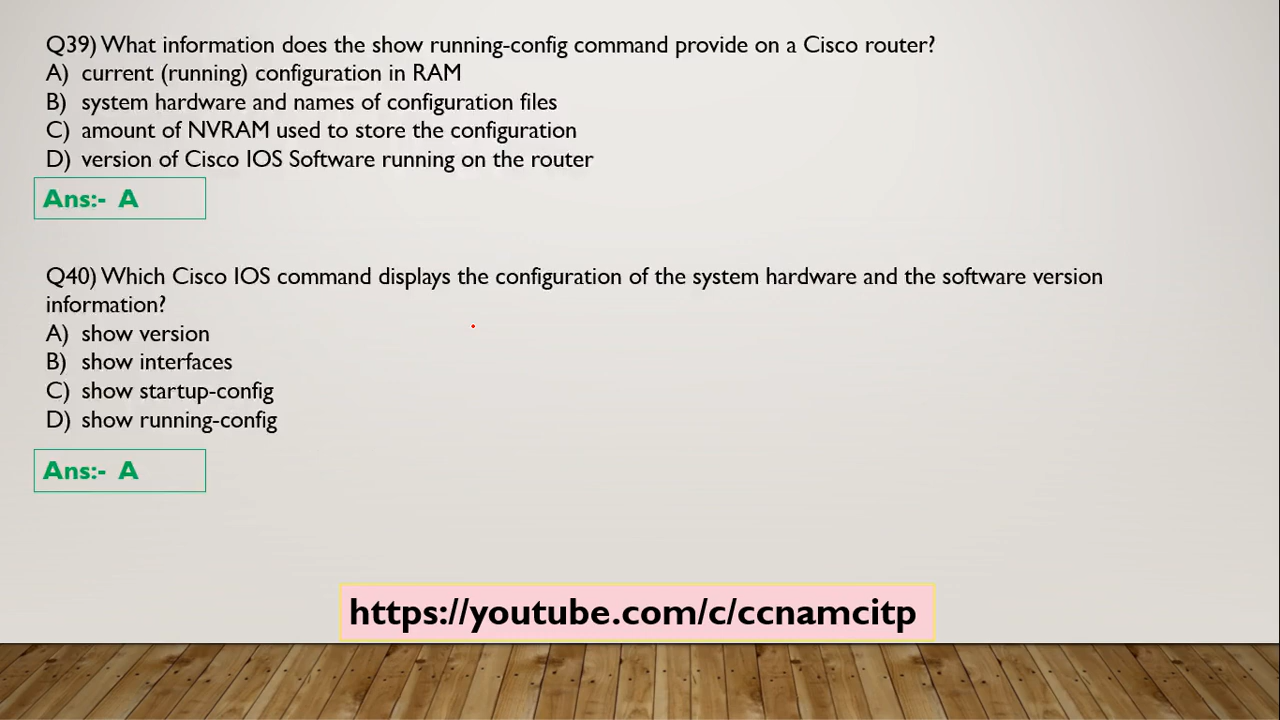 Q39) What information does the show running-config command provide on a Cisco router?
A) current (running) configuration in RAM
B) system hardware and names of configuration files
C) amount of NVRAM used to store the configuration
D) version of Cisco IOS Software running on the router
Ans:- A
Q40) Which Cisco IOS command displays the configuration of the system hardware and the software version
information?
A) show version
B) show interfaces
C) show startup-config
D) show running-config
Ans:- A
https://youtube.com/c/ccnamcitp